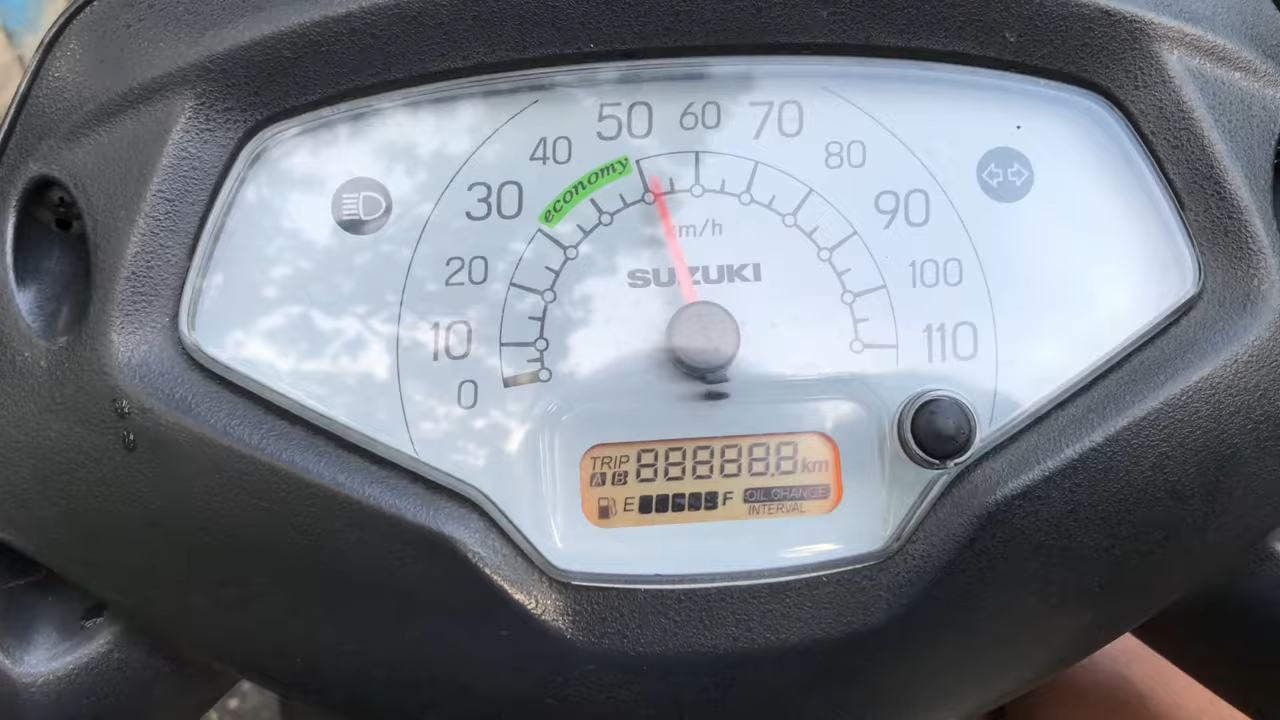 50 60 70
40 80
economy
30 90
km/h
20 SUZUKI 100
10 110
0
TRIP 888888.8 km
A B
E F OIL CHANGE
INTERVAL